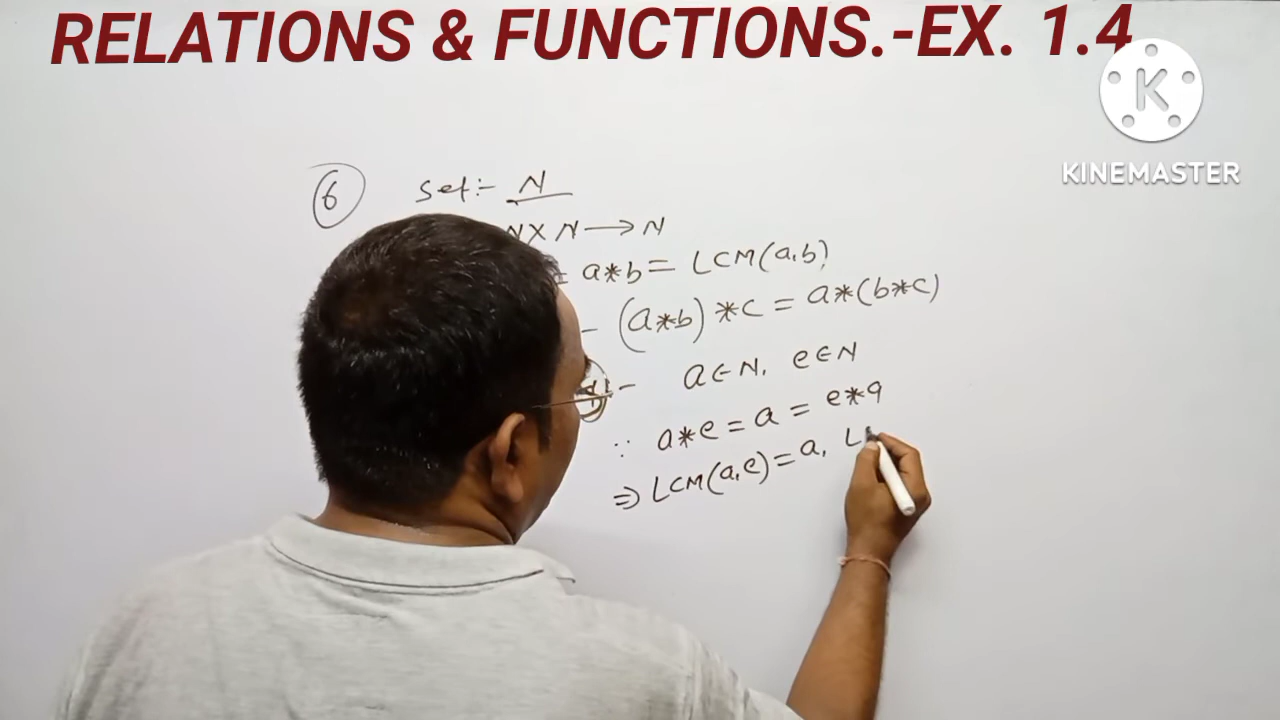 RELATIONS & FUNCTIONS.-EX. 1.4
K
KINEMASTER
6 Set:- N
N X N → N
a*b = LCM(a,b)
- (a*b)*c = a*(b*c)
- a∈N, e∈N
∵ a*e = a = e*a
⇒ LCM(a,e) = a, L